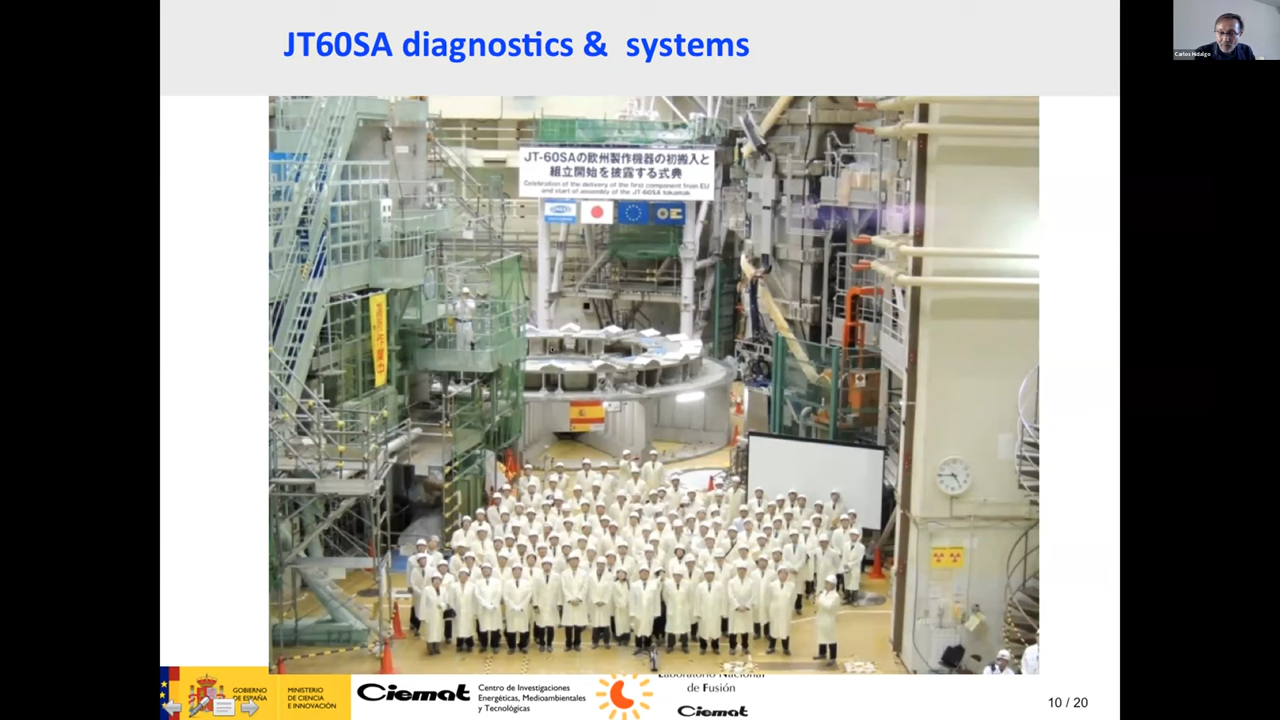 JT60SA diagnostics & systems
Carlos Hidalgo
JT-60SAの欧州製作機器の初搬入と
組立開始を披露する式典
Celebration of the delivery of the first component from EU
and start of assembly of the JT-60SA tokamak
GOBIERNO
DE ESPAÑA
MINISTERIO
DE CIENCIA
E INNOVACIÓN
Ciemat
Centro de Investigaciones
Energéticas, Medioambientales
y Tecnológicas
Laboratorio Nacional
de Fusión
Ciemat
10 / 20